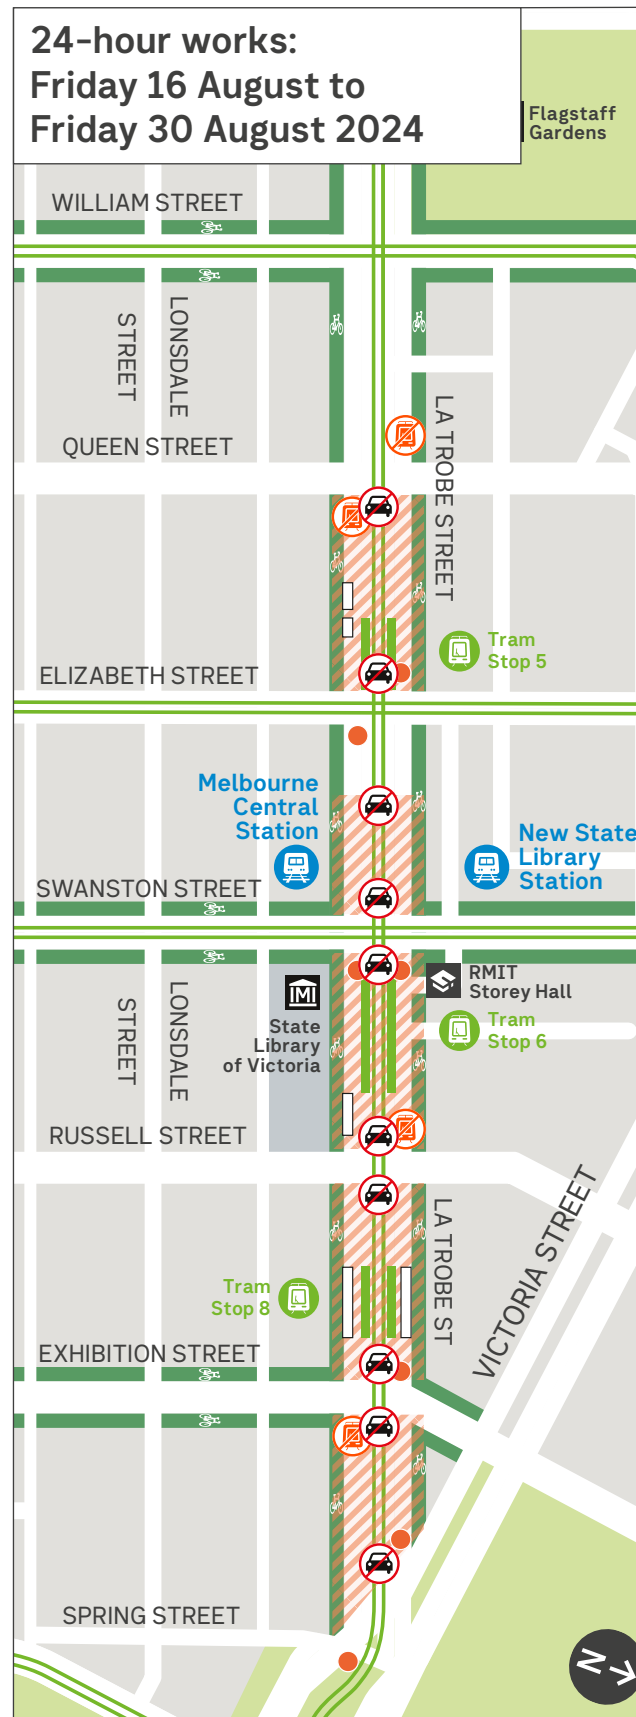 24-hour works:
Friday 16 August to
Friday 30 August 2024
Flagstaff
Gardens
WILLIAM STREET
LONSDALE
STREET
QUEEN STREET
LA TROBE STREET
Tram
Stop 5
ELIZABETH STREET
Melbourne
Central
Station
New State
Library
Station
SWANSTON STREET
RMIT
Storey Hall
State
Library
of Victoria
Tram
Stop 6
LONSDALE
STREET
RUSSELL STREET
LA TROBE ST
VICTORIA STREET
Tram
Stop 8
EXHIBITION STREET
SPRING STREET
N